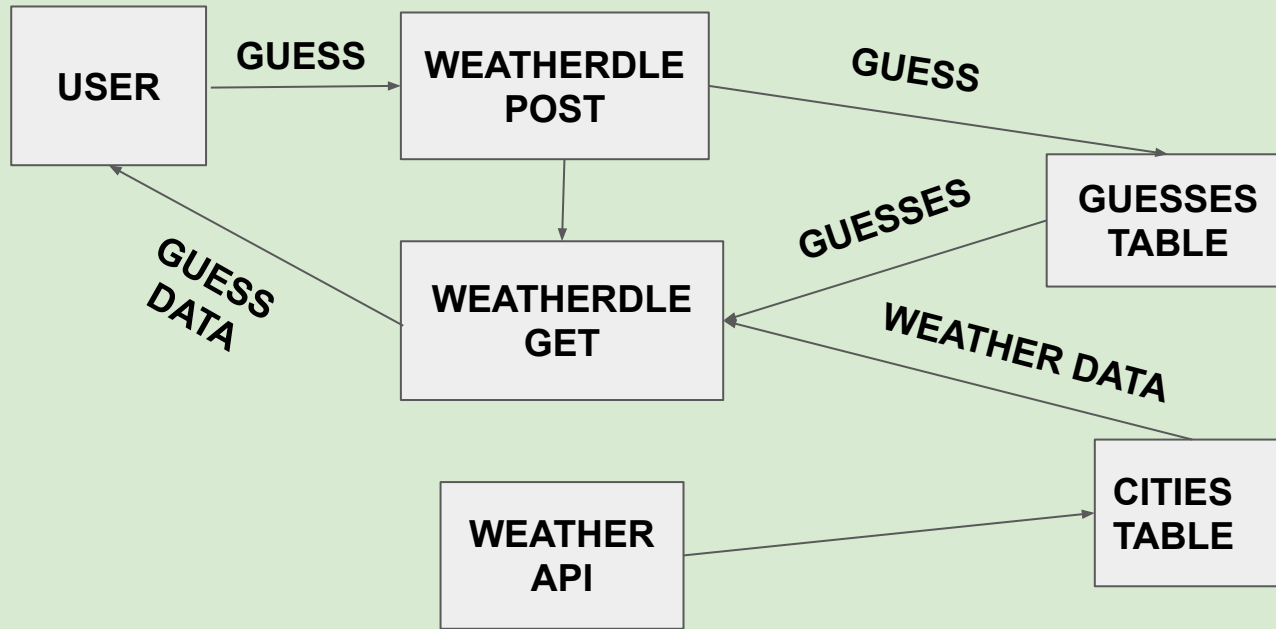 USER
GUESS
WEATHERDLE
POST
GUESS
GUESSES
TABLE
GUESSES
GUESS
DATA
WEATHERDLE
GET
WEATHER DATA
WEATHER
API
CITIES
TABLE